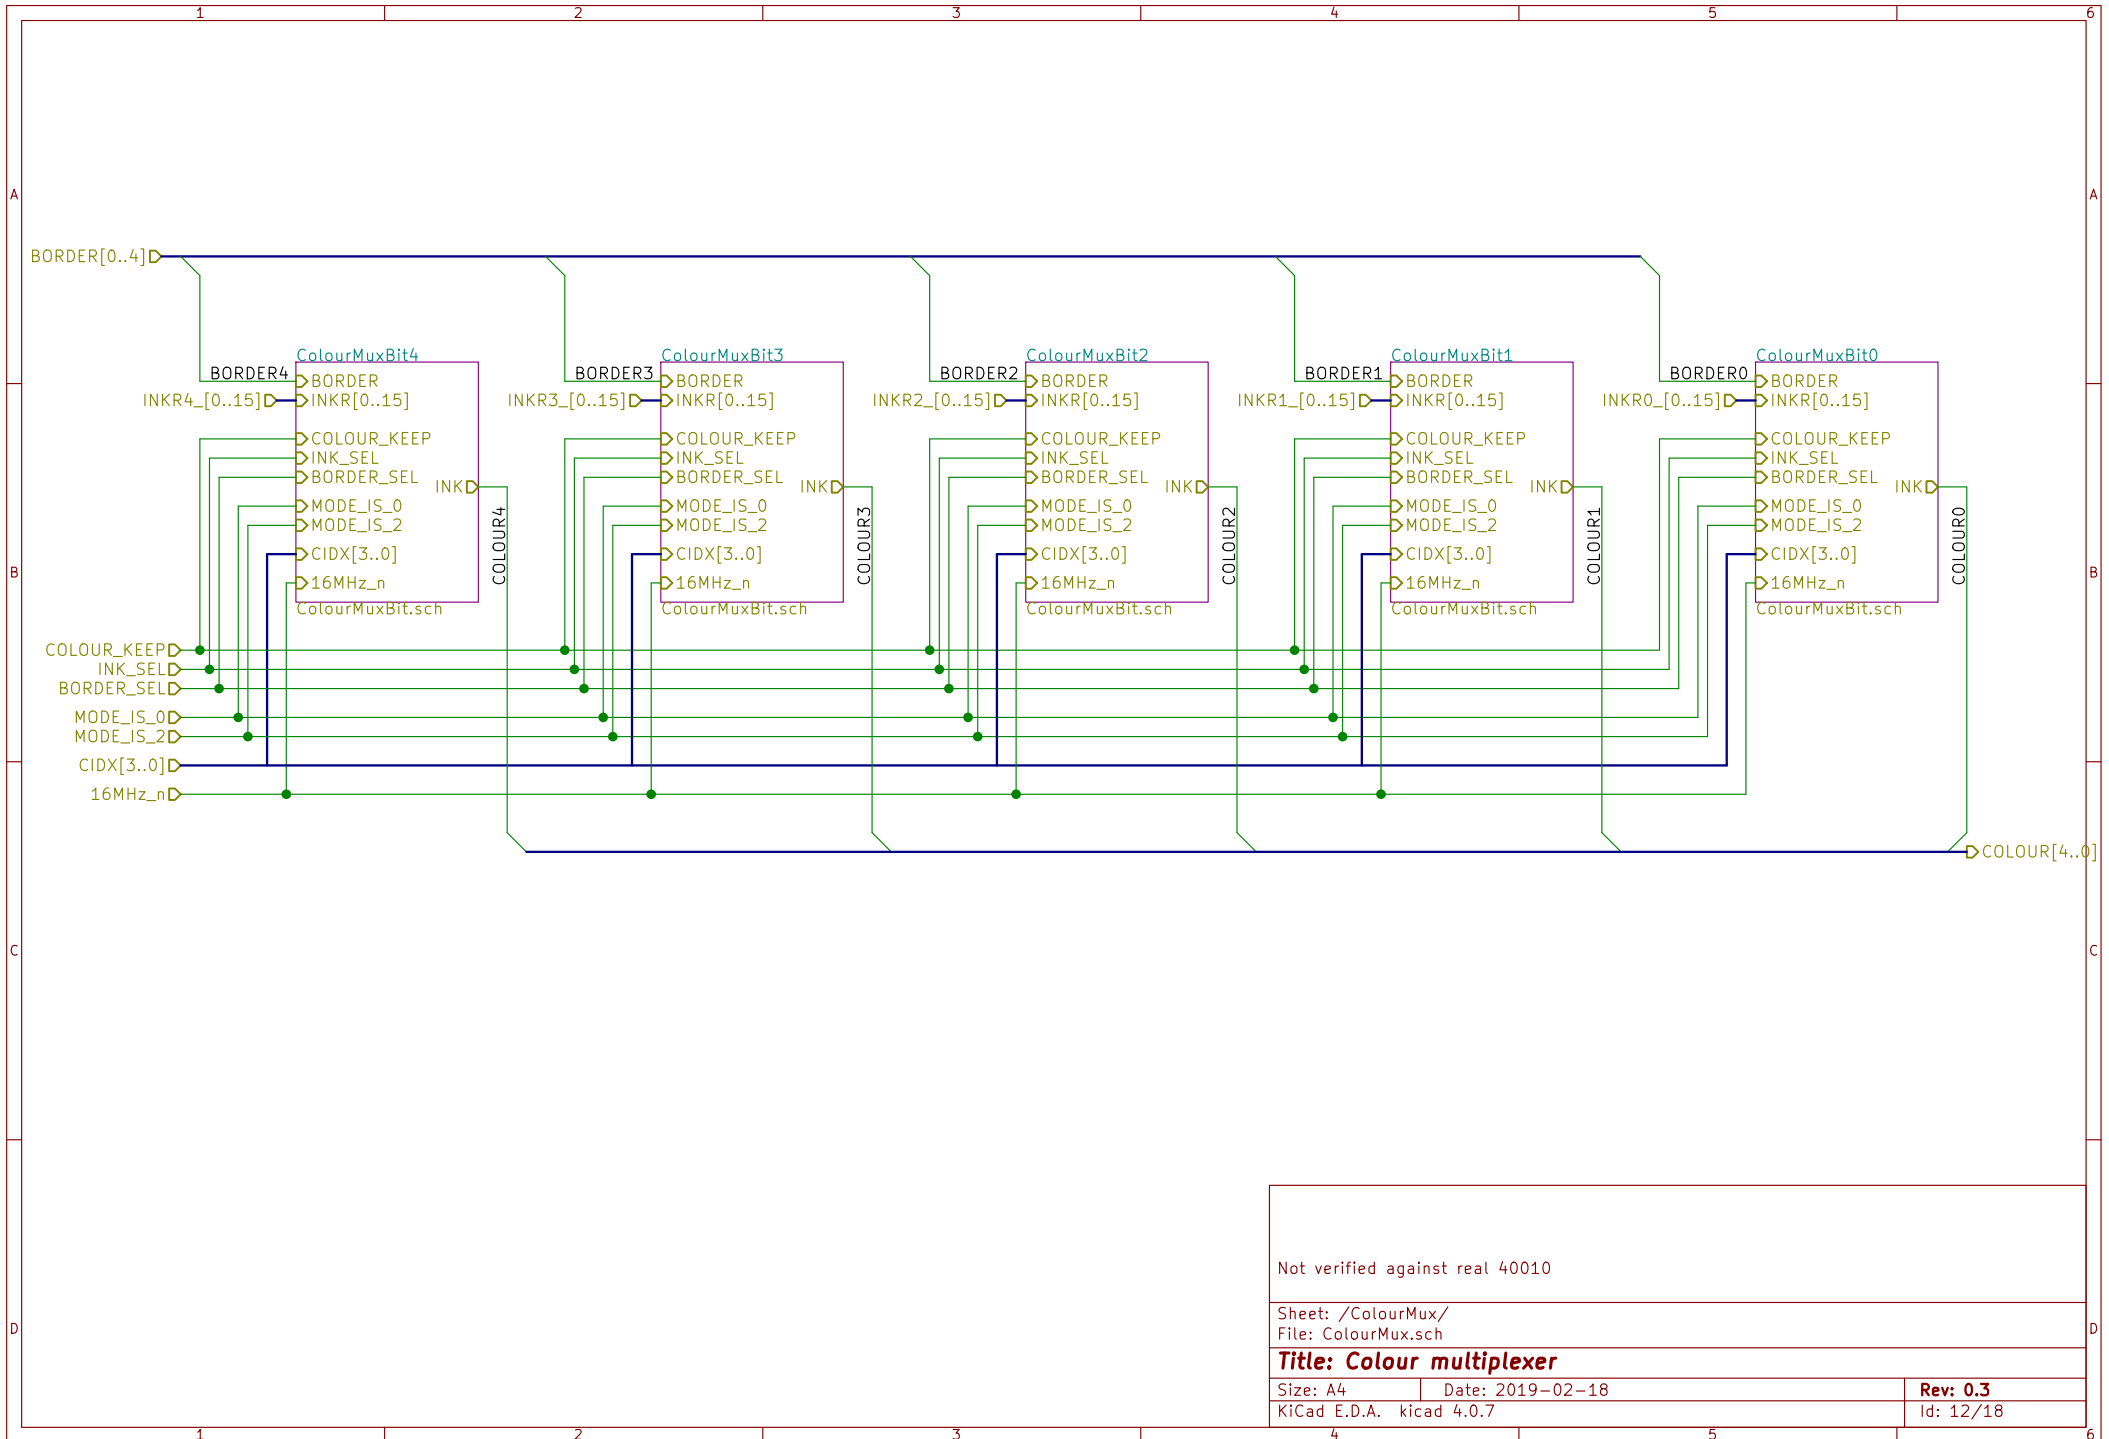 1 2 3 4 5 6
A A
BORDER[0..4]
ColourMuxBit4 ColourMuxBit3 ColourMuxBit2 ColourMuxBit1 ColourMuxBit0
BORDER4 BORDER BORDER3 BORDER BORDER2 BORDER BORDER1 BORDER BORDER0 BORDER
INKR4_[0..15] INKR[0..15] INKR3_[0..15] INKR[0..15] INKR2_[0..15] INKR[0..15] INKR1_[0..15] INKR[0..15] INKR0_[0..15] INKR[0..15]
COLOUR_KEEP COLOUR_KEEP COLOUR_KEEP COLOUR_KEEP COLOUR_KEEP
INK_SEL INK_SEL INK_SEL INK_SEL INK_SEL
BORDER_SEL BORDER_SEL BORDER_SEL BORDER_SEL BORDER_SEL
INK INK INK INK INK
MODE_IS_0 MODE_IS_0 MODE_IS_0 MODE_IS_0 MODE_IS_0
MODE_IS_2 MODE_IS_2 MODE_IS_2 MODE_IS_2 MODE_IS_2
COLOUR4 COLOUR3 COLOUR2 COLOUR1 COLOUR0
CIDX[3..0] CIDX[3..0] CIDX[3..0] CIDX[3..0] CIDX[3..0]
B B
16MHz_n 16MHz_n 16MHz_n 16MHz_n 16MHz_n
ColourMuxBit.sch ColourMuxBit.sch ColourMuxBit.sch ColourMuxBit.sch ColourMuxBit.sch
COLOUR_KEEP
INK_SEL
BORDER_SEL
MODE_IS_0
MODE_IS_2
CIDX[3..0]
16MHz_n
COLOUR[4..0]
C C
Not verified against real 40010
Sheet: /ColourMux/
File: ColourMux.sch
D D
Title: Colour multiplexer
Size: A4 Date: 2019-02-18 Rev: 0.3
KiCad E.D.A. kicad 4.0.7 Id: 12/18
1 2 3 4 5 6